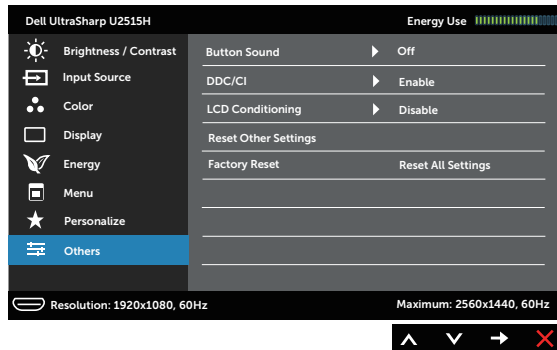 Dell UltraSharp U2515H Energy Use
Brightness / Contrast Button Sound Off
Input Source DDC/CI Enable
Color LCD Conditioning Disable
Display Reset Other Settings
Energy Factory Reset Reset All Settings
Menu
Personalize
Others
Resolution: 1920x1080, 60Hz Maximum: 2560x1440, 60Hz